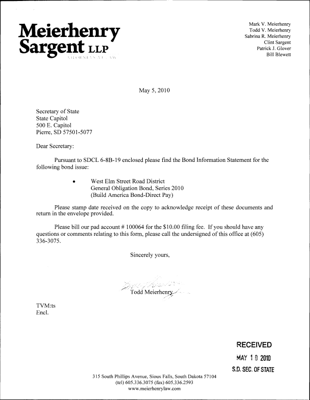 Meierhenry
Sargent LLP
Mark V. Meierhenry
Todd V. Meierhenry
Sabrina R. Meierhenry
Clint Sargent
Patrick J. Glover
Bill Blewett
May 5, 2010
Secretary of State
State Capitol
500 E. Capitol
Pierre, SD 57501-5077
Dear Secretary:
Pursuant to SDCL 6-8B-19 enclosed please find the Bond Information Statement for the
following bond issue:
• West Elm Street Road District
General Obligation Bond, Series 2010
(Build America Bond-Direct Pay)
Please stamp date received on the copy to acknowledge receipt of these documents and
return in the envelope provided.
Please bill our pad account # 100064 for the $10.00 filing fee. If you should have any
questions or comments relating to this form, please call the undersigned of this office at (605)
336-3075.
Sincerely yours,
Todd Meierhenry
TVM:ts
Encl.
RECEIVED
MAY 10 2010
S.D. SEC. OF STATE
315 South Phillips Avenue, Sioux Falls, South Dakota 57104
(tel) 605.336.3075 (fax) 605.336.2593
www.meierhenrylaw.com